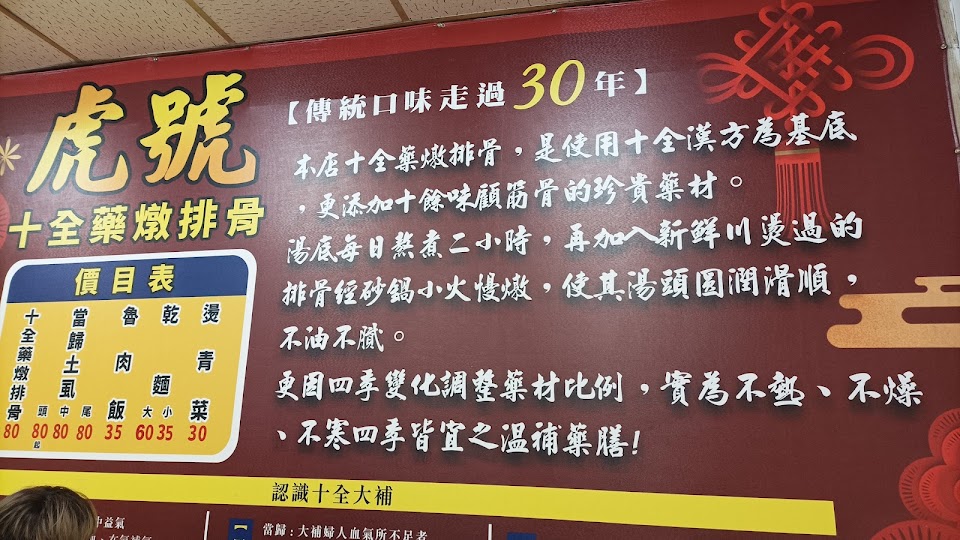 虎號
十全藥燉排骨
【傳統口味走過30年】
本店十全藥燉排骨，是使用十全漢方為基底
，更添加十餘味顧筋骨的珍貴藥材。
湯底每日熬煮二小時，再加入新鮮川燙過的
排骨經砂鍋小火慢燉，使其湯頭圓潤滑順，
不油不膩。
更因四季變化調整藥材比例，實為不熱、不燥
、不寒四季皆宜之溫補藥膳!
價目表
燙青菜 30
乾麵 大 60 小 35
魯肉飯 35
當歸土虱 頭 80 中 80 尾 80
十全藥燉排骨 80起
認識十全大補
中益氣
當歸：大補婦人血氣所不足者